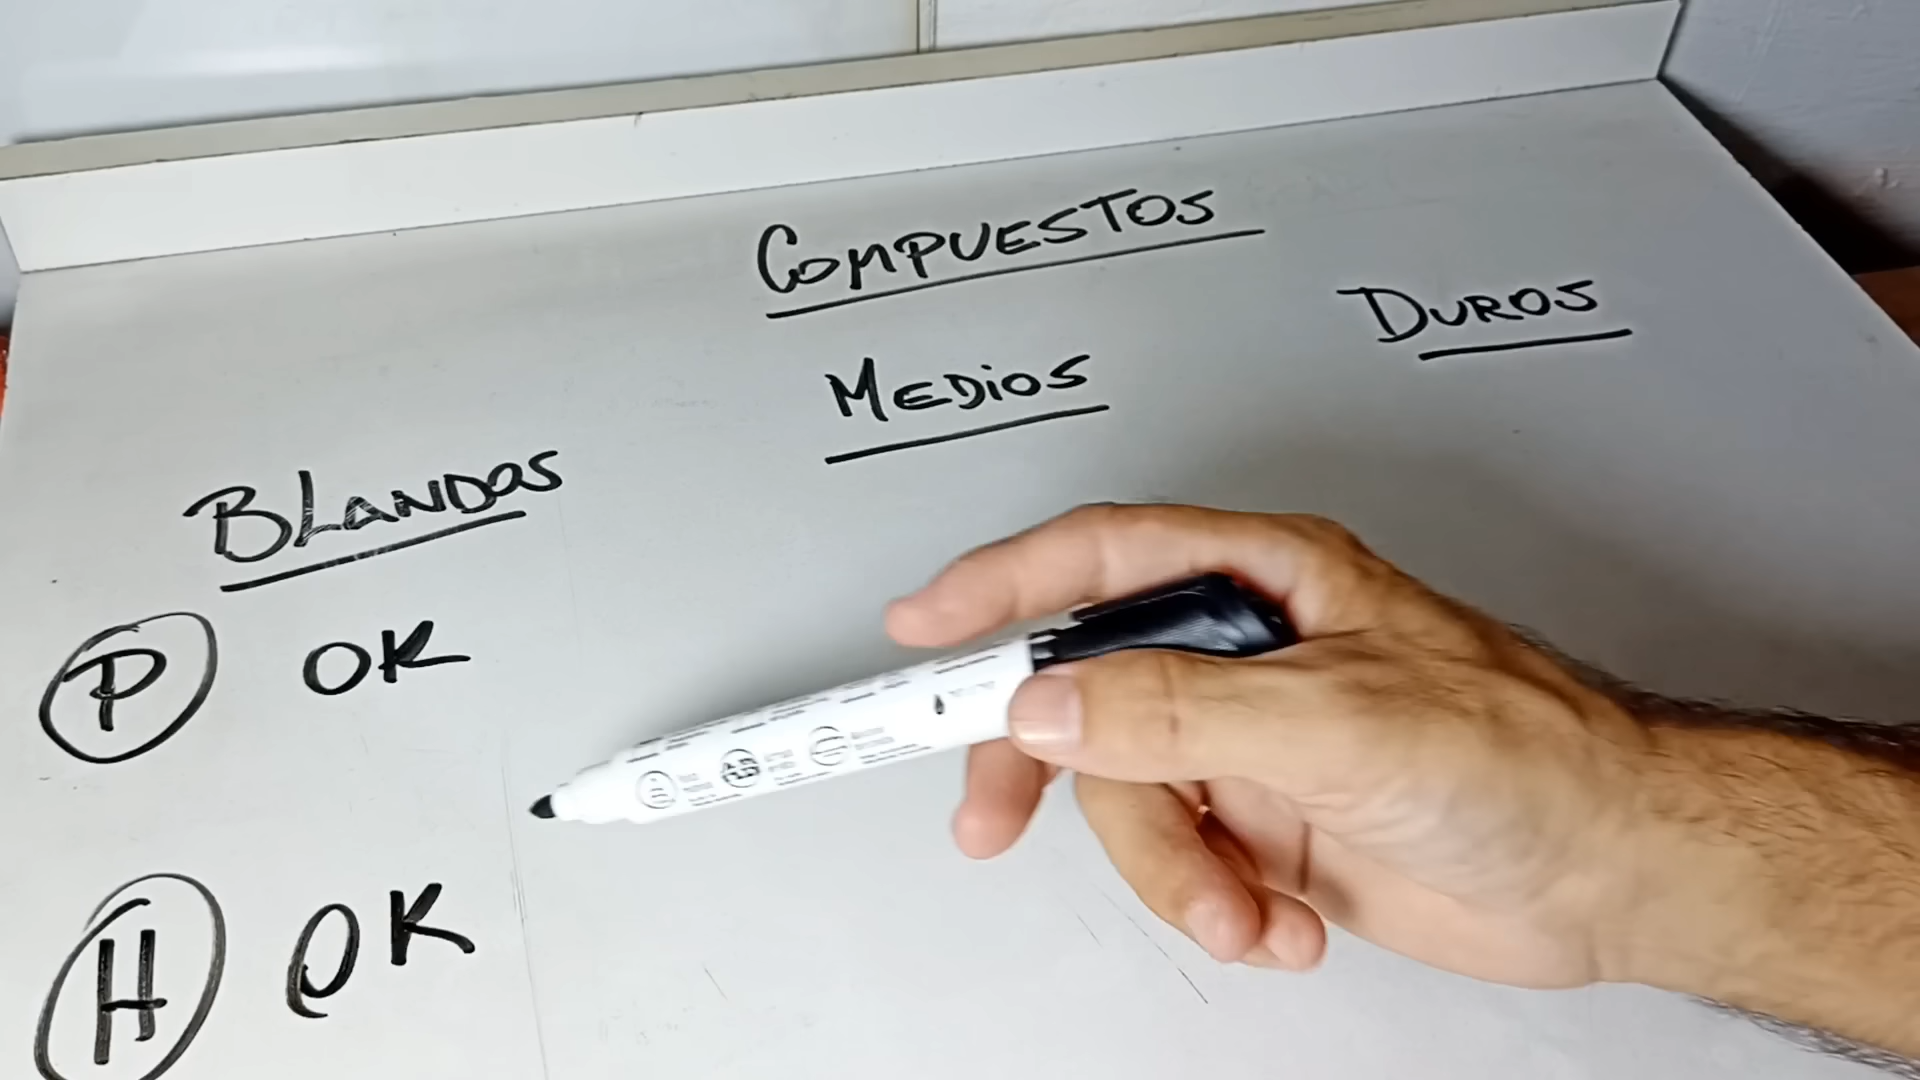 COMPUESTOS
BLANDOS
MEDIOS
DUROS
P OK
H OK